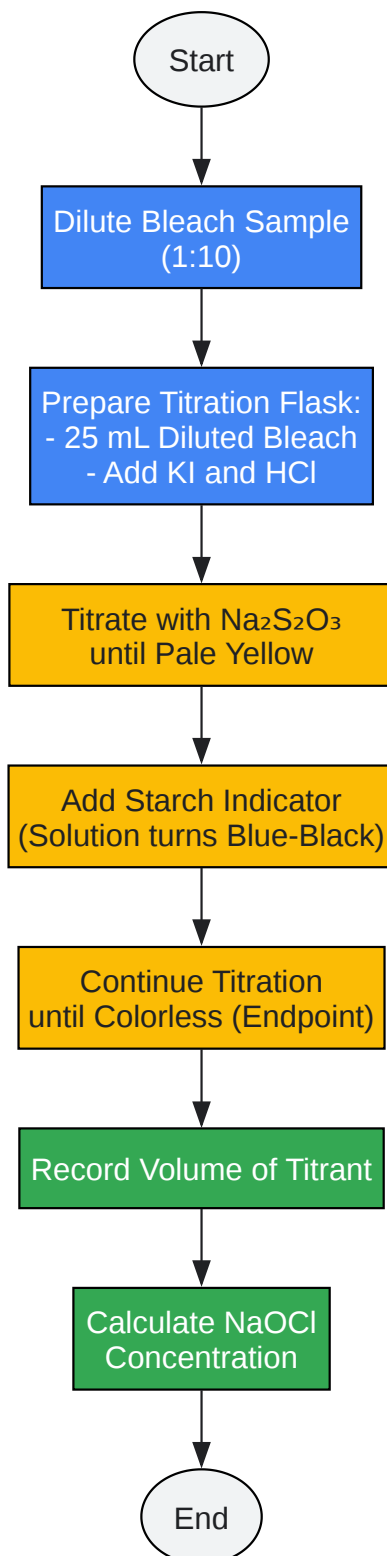 Start
Dilute Bleach Sample
(1:10)
Prepare Titration Flask:
- 25 mL Diluted Bleach
- Add KI and HCl
Titrate with Na₂S₂O₃
until Pale Yellow
Add Starch Indicator
(Solution turns Blue-Black)
Continue Titration
until Colorless (Endpoint)
Record Volume of Titrant
Calculate NaOCl
Concentration
End